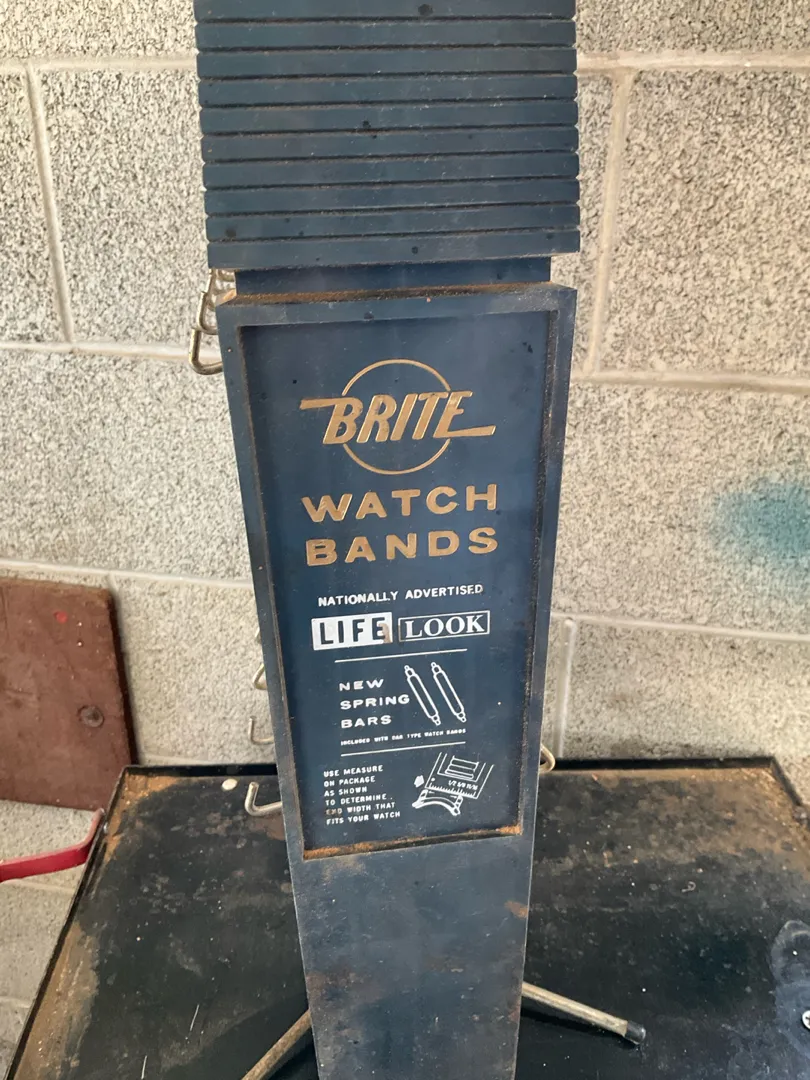 BRITE
WATCH
BANDS
NATIONALLY ADVERTISED
LIFE LOOK
NEW
SPRING
BARS
INCLUDED WITH BAR TYPE WATCH BANDS
USE MEASURE
ON PACKAGE
AS SHOWN
TO DETERMINE
END WIDTH THAT
FITS YOUR WATCH